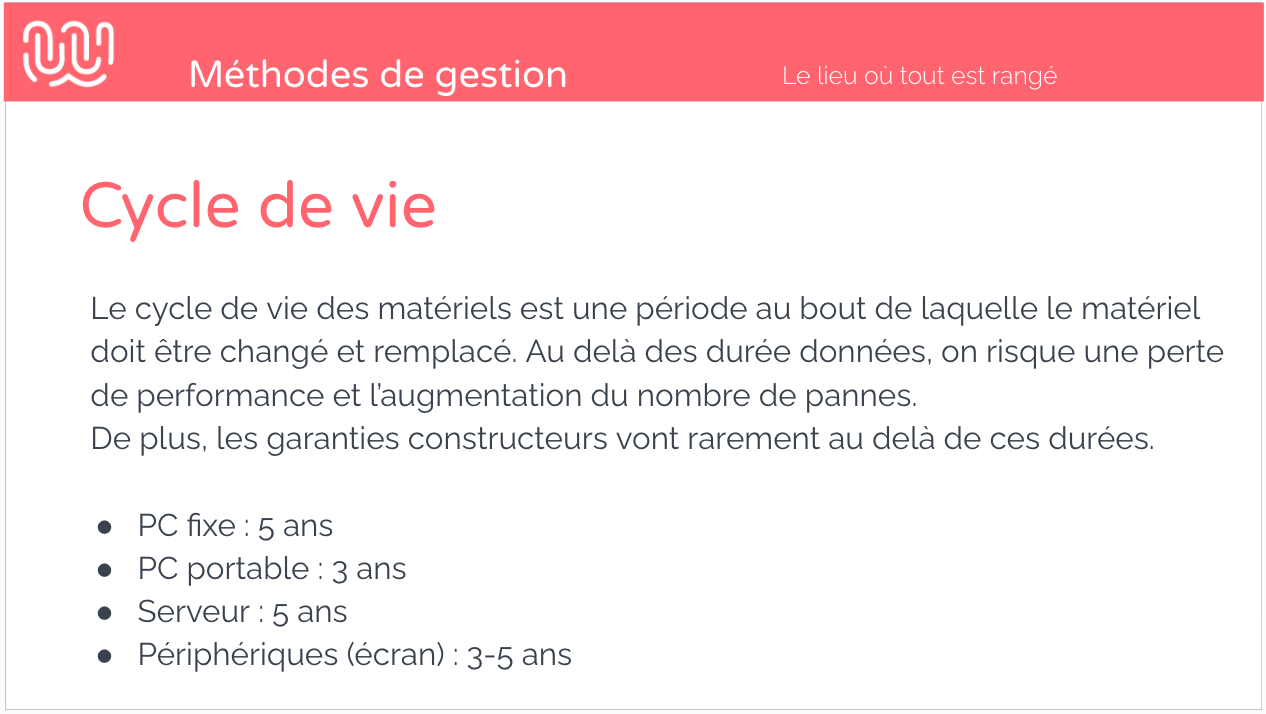 Méthodes de gestion
Le lieu où tout est rangé
Cycle de vie
Le cycle de vie des matériels est une période au bout de laquelle le matériel
doit être changé et remplacé. Au delà des durée données, on risque une perte
de performance et l’augmentation du nombre de pannes.
De plus, les garanties constructeurs vont rarement au delà de ces durées.
● PC fixe : 5 ans
● PC portable : 3 ans
● Serveur : 5 ans
● Périphériques (écran) : 3-5 ans